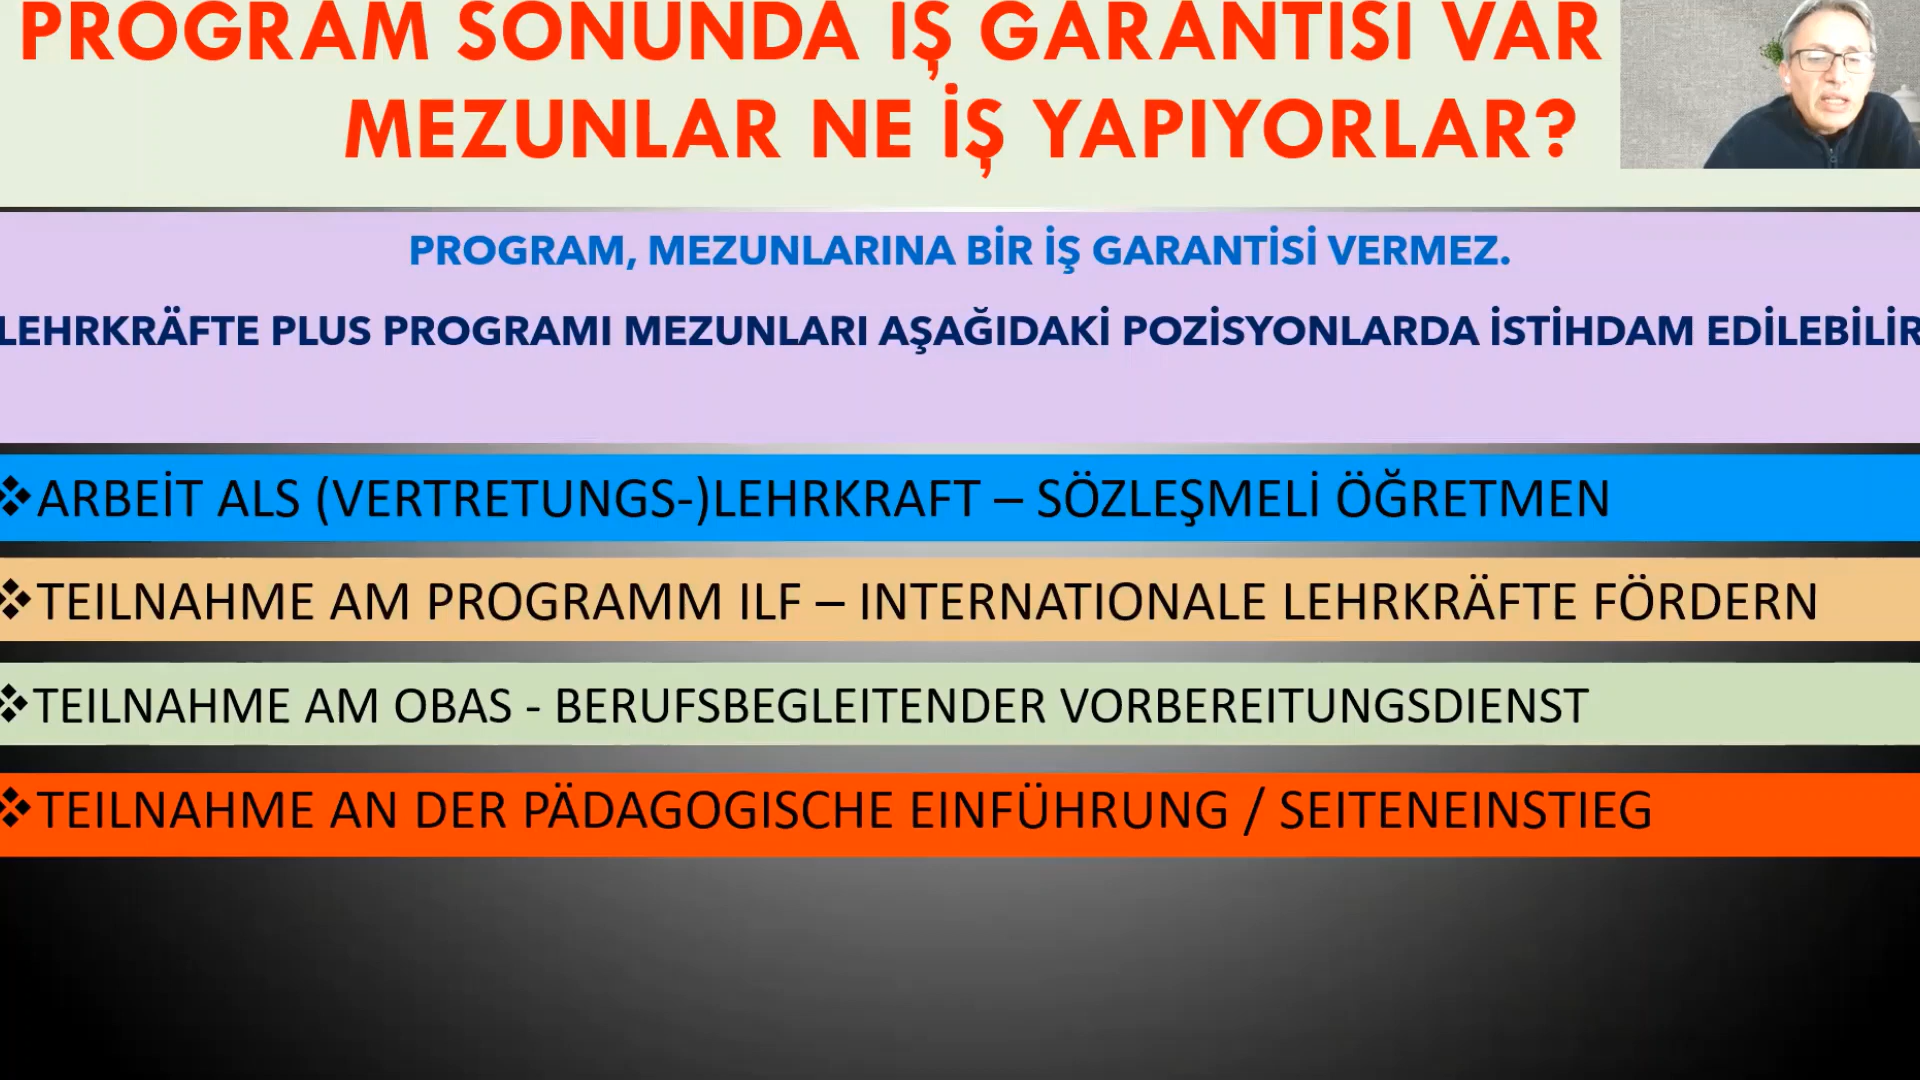 PROGRAM SONUNDA İŞ GARANTİSİ VAR
MEZUNLAR NE İŞ YAPIYORLAR?
PROGRAM, MEZUNLARINA BİR İŞ GARANTİSİ VERMEZ.
LEHRKRÄFTE PLUS PROGRAMI MEZUNLARI AŞAĞIDAKİ POZİSYONLARDA İSTİHDAM EDİLEBİLİR
❖ARBEİT ALS (VERTRETUNGS-)LEHRKRAFT – SÖZLEŞMELİ ÖĞRETMEN
❖TEILNAHME AM PROGRAMM ILF – INTERNATIONALE LEHRKRÄFTE FÖRDERN
❖TEILNAHME AM OBAS - BERUFSBEGLEITENDER VORBEREITUNGSDIENST
❖TEILNAHME AN DER PÄDAGOGISCHE EINFÜHRUNG / SEITENEINSTIEG